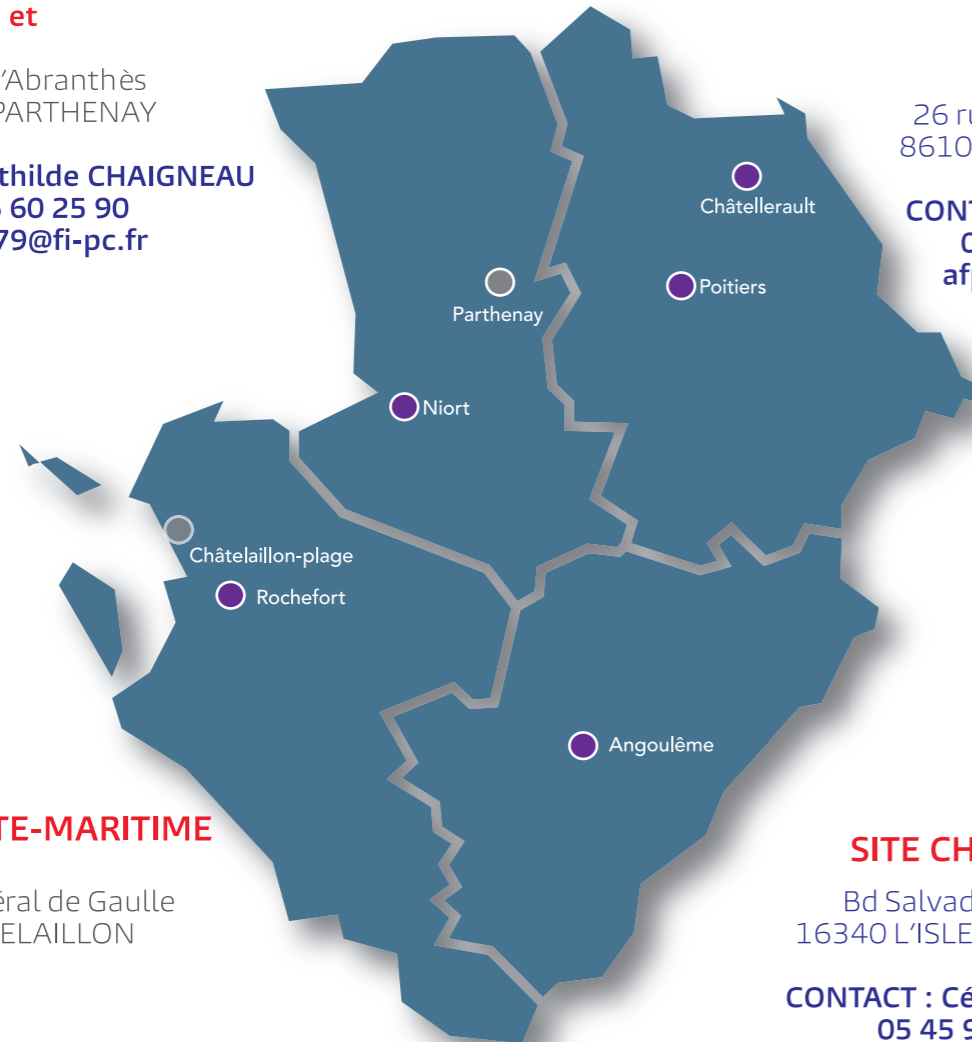 et
'Abranthès
PARTHENAY
thilde CHAIGNEAU
60 25 90
79@fi-pc.fr
26 ru
8610
CONT
0
afp
Châtellerault
Poitiers
Parthenay
Niort
Châtelaillon-plage
Rochefort
Angoulême
TE-MARITIME
éral de Gaulle
ELAILLON
SITE CH
Bd Salvad
16340 L'ISLE
CONTACT : Cé
05 45 9